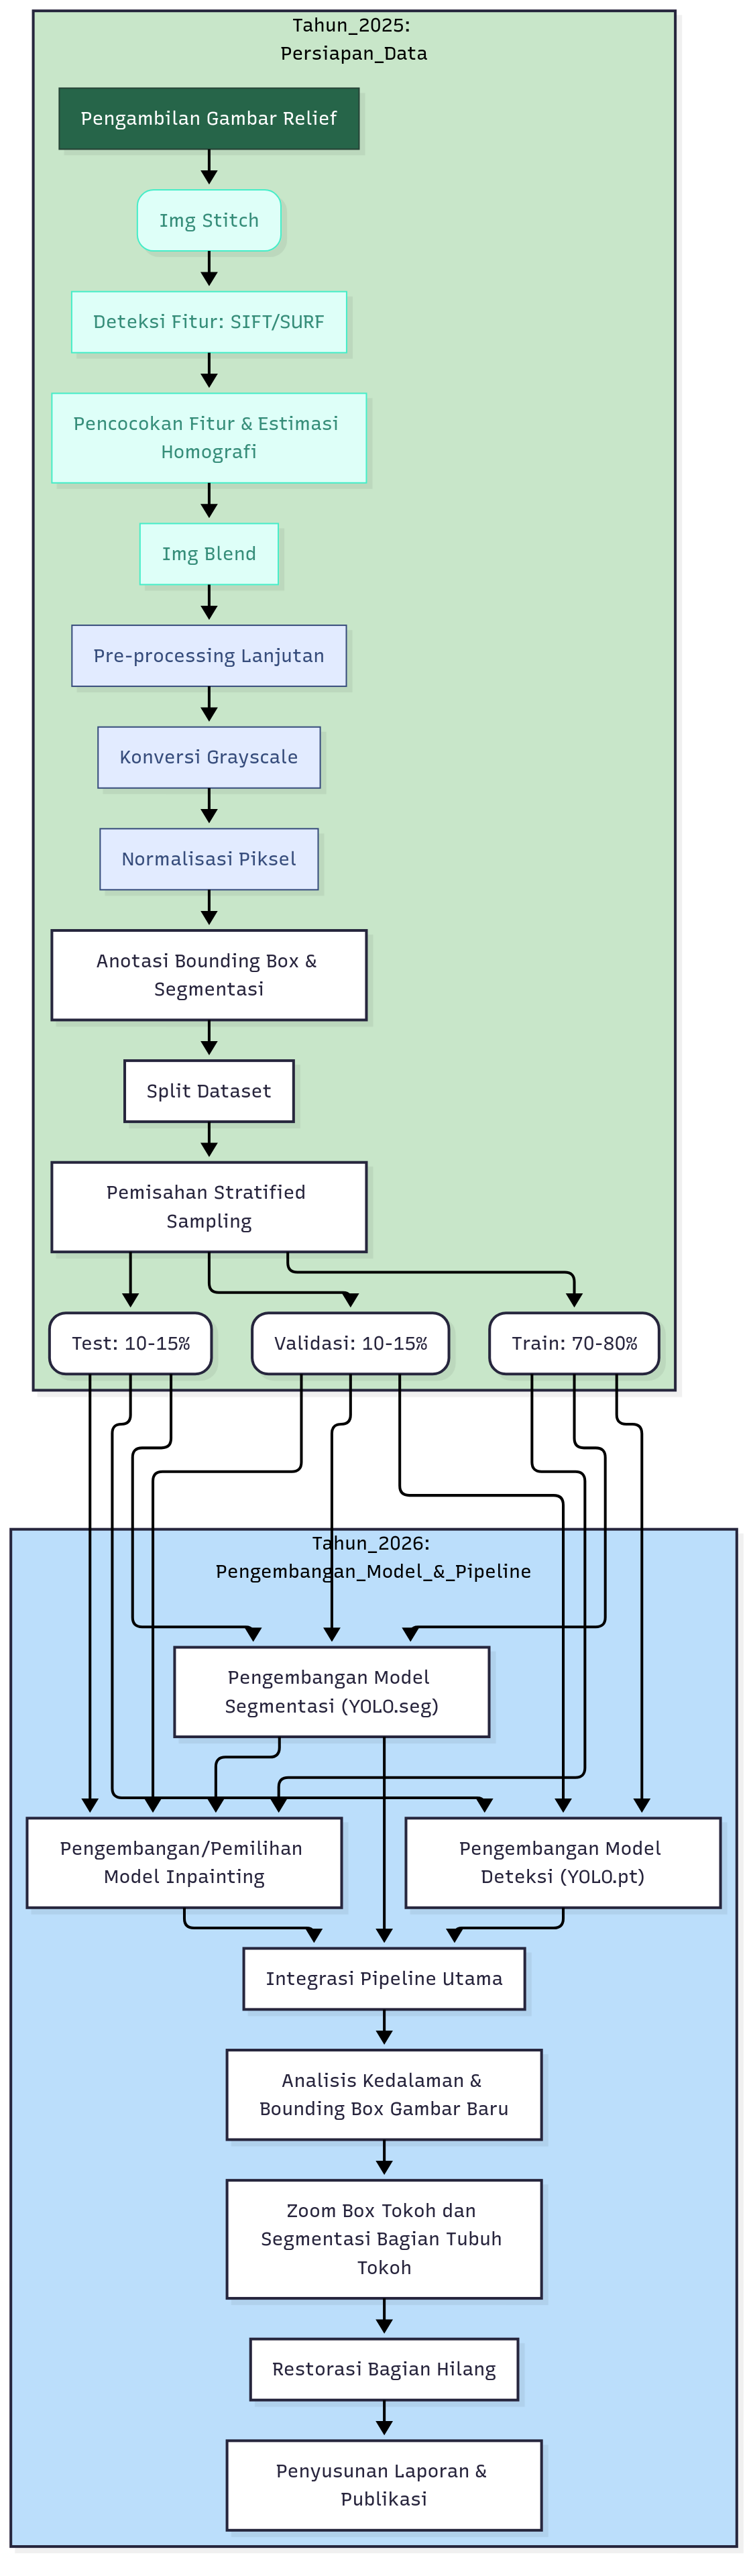 Tahun_2025:
Persiapan_Data
Pengambilan Gambar Relief
Img Stitch
Deteksi Fitur: SIFT/SURF
Pencocokan Fitur & Estimasi
Homografi
Img Blend
Pre-processing Lanjutan
Konversi Grayscale
Normalisasi Piksel
Anotasi Bounding Box &
Segmentasi
Split Dataset
Pemisahan Stratified
Sampling
Test: 10-15%
Validasi: 10-15%
Train: 70-80%
Tahun_2026:
Pengembangan_Model_&_Pipeline
Pengembangan Model
Segmentasi (YOLO.seg)
Pengembangan/Pemilihan
Model Inpainting
Pengembangan Model
Deteksi (YOLO.pt)
Integrasi Pipeline Utama
Analisis Kedalaman &
Bounding Box Gambar Baru
Zoom Box Tokoh dan
Segmentasi Bagian Tubuh
Tokoh
Restorasi Bagian Hilang
Penyusunan Laporan &
Publikasi